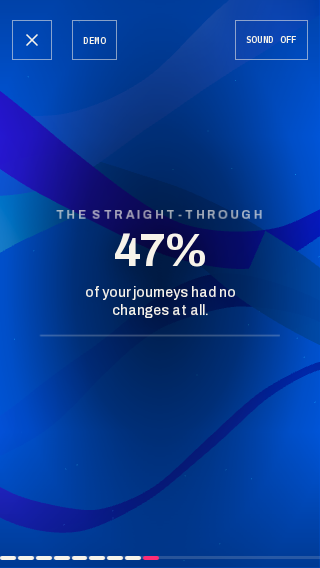 DEMO
SOUND OFF
THE STRAIGHT-THROUGH
47%
of your journeys had no
changes at all.